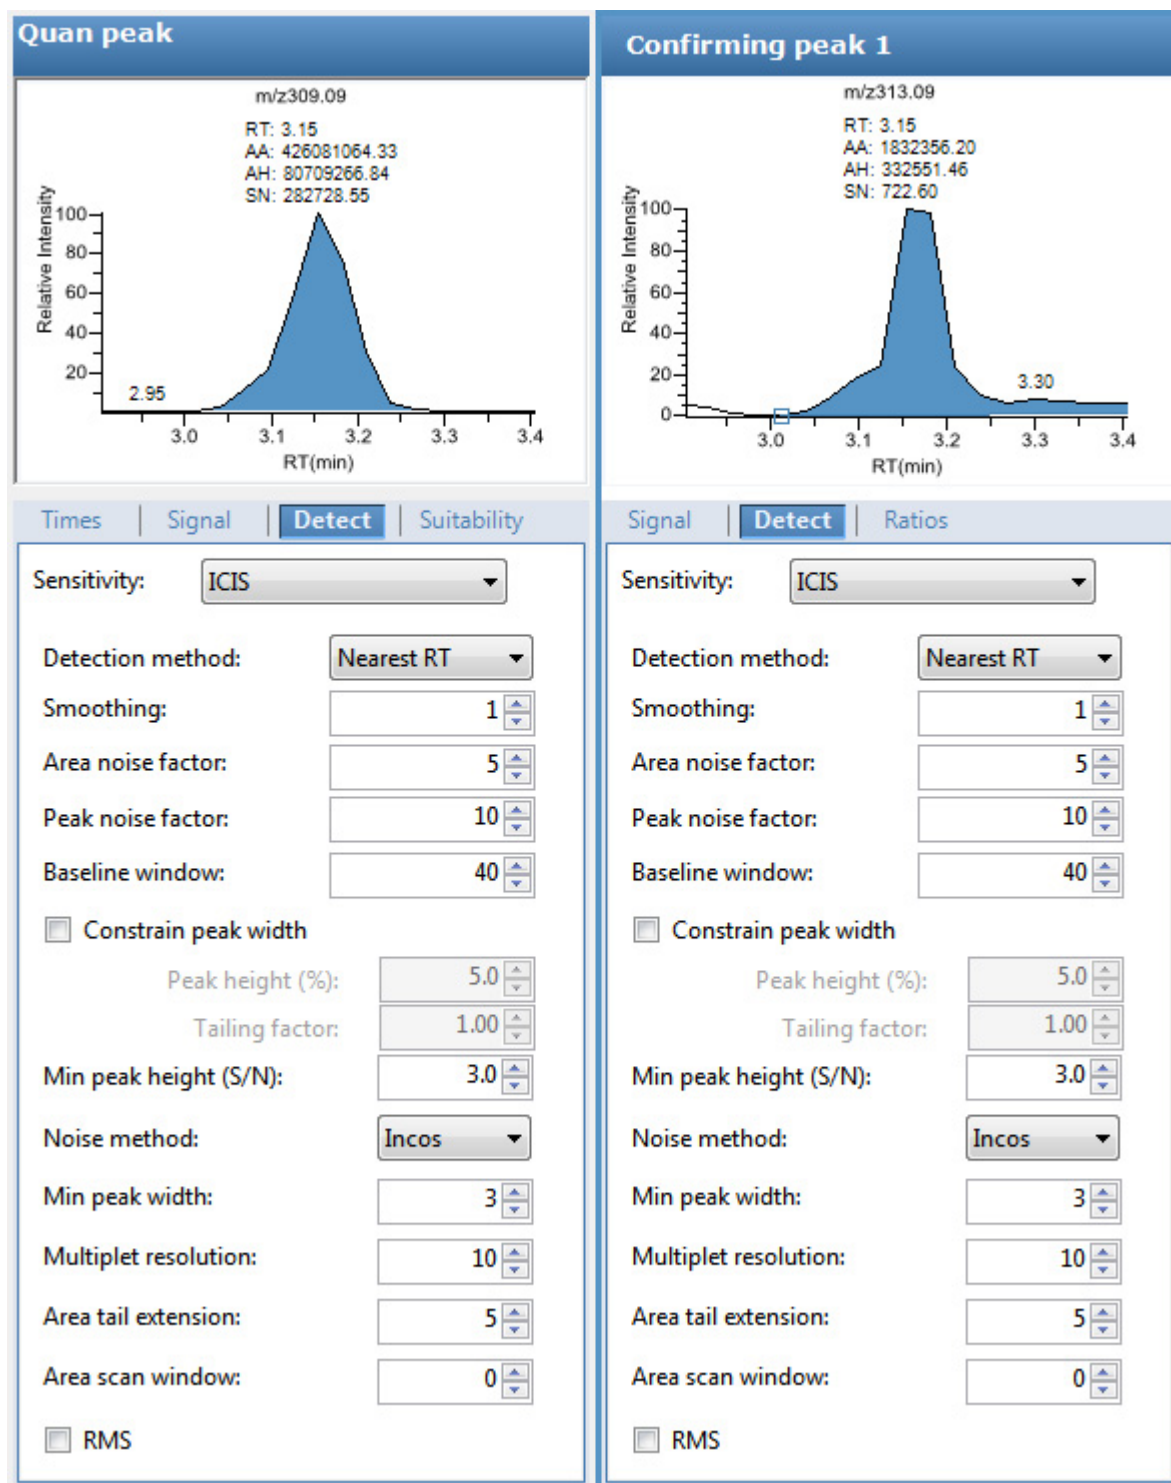 Quan peak
m/z309.09
RT: 3.15
AA: 426081064.33
AH: 80709266.84
SN: 282728.55
Relative Intensity
100
80
60
40
20
2.95
3.0 3.1 3.2 3.3 3.4
RT(min)
Times Signal Detect Suitability
Sensitivity: ICIS
Detection method: Nearest RT
Smoothing: 1
Area noise factor: 5
Peak noise factor: 10
Baseline window: 40
Constrain peak width
Peak height (%): 5.0
Tailing factor: 1.00
Min peak height (S/N): 3.0
Noise method: Incos
Min peak width: 3
Multiplet resolution: 10
Area tail extension: 5
Area scan window: 0
RMS
Confirming peak 1
m/z313.09
RT: 3.15
AA: 1832356.20
AH: 332551.46
SN: 722.60
Relative Intensity
100
80
60
40
20
0
3.30
3.0 3.1 3.2 3.3 3.4
RT(min)
Signal Detect Ratios
Sensitivity: ICIS
Detection method: Nearest RT
Smoothing: 1
Area noise factor: 5
Peak noise factor: 10
Baseline window: 40
Constrain peak width
Peak height (%): 5.0
Tailing factor: 1.00
Min peak height (S/N): 3.0
Noise method: Incos
Min peak width: 3
Multiplet resolution: 10
Area tail extension: 5
Area scan window: 0
RMS